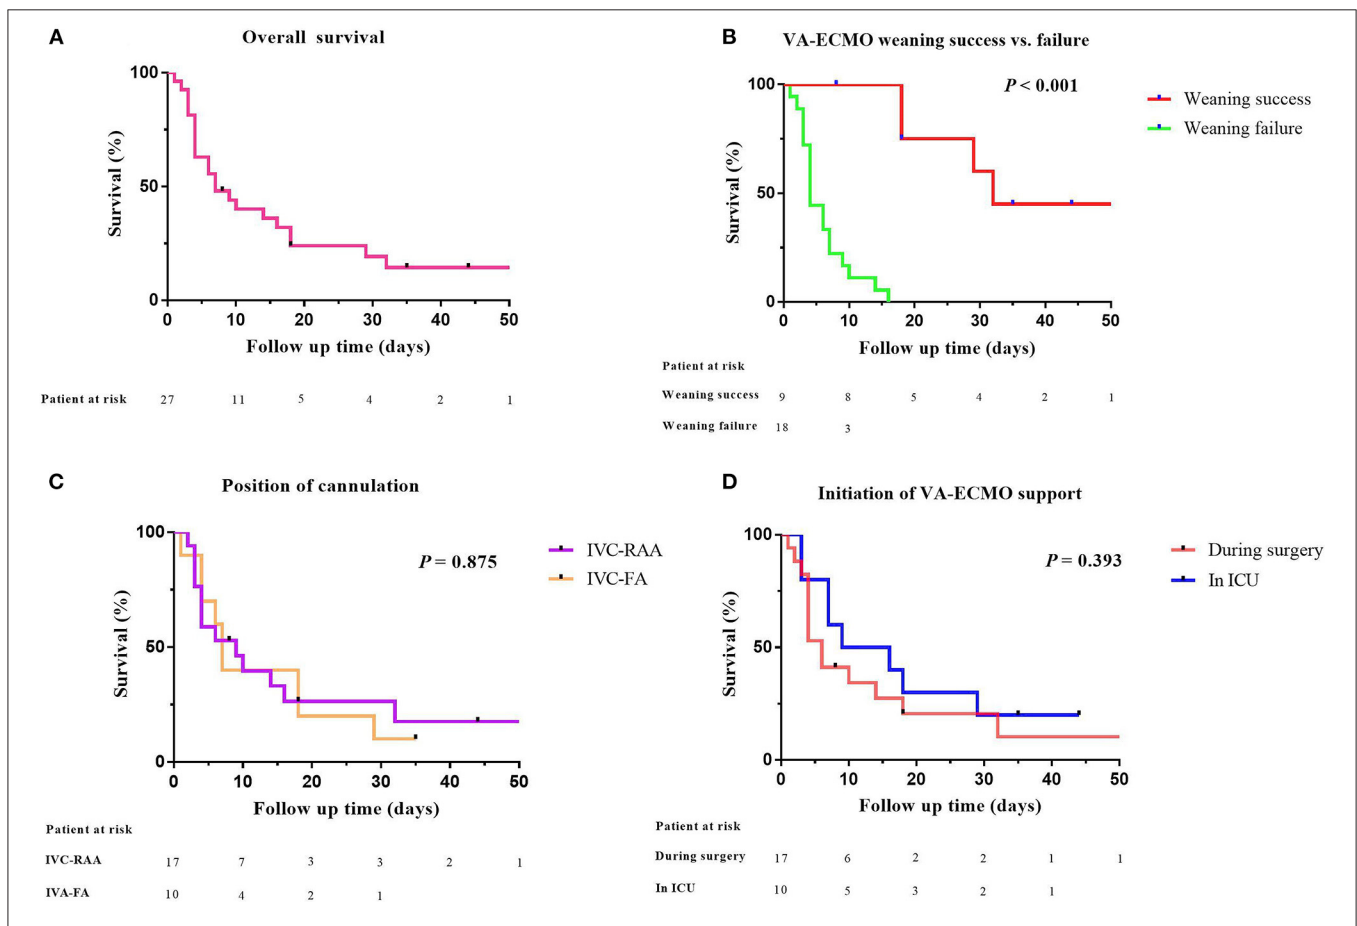 A
Overall survival
100
50
0
Survival (%)
0 10 20 30 40 50
Follow up time (days)
Patient at risk 27 11 5 4 2 1
B
VA-ECMO weaning success vs. failure
P < 0.001
Weaning success
Weaning failure
100
50
0
Survival (%)
0 10 20 30 40 50
Follow up time (days)
Patient at risk
Weaning success 9 8 5 4 2 1
Weaning failure 18 3
C
Position of cannulation
P = 0.875
IVC-RAA
IVC-FA
100
50
0
Survival (%)
0 10 20 30 40 50
Follow up time (days)
Patient at risk
IVC-RAA 17 7 3 3 2 1
IVA-FA 10 4 2 1
D
Initiation of VA-ECMO support
P = 0.393
During surgery
In ICU
100
50
0
Survival (%)
0 10 20 30 40 50
Follow up time (days)
Patient at risk
During surgery 17 6 2 2 1 1
In ICU 10 5 3 2 1